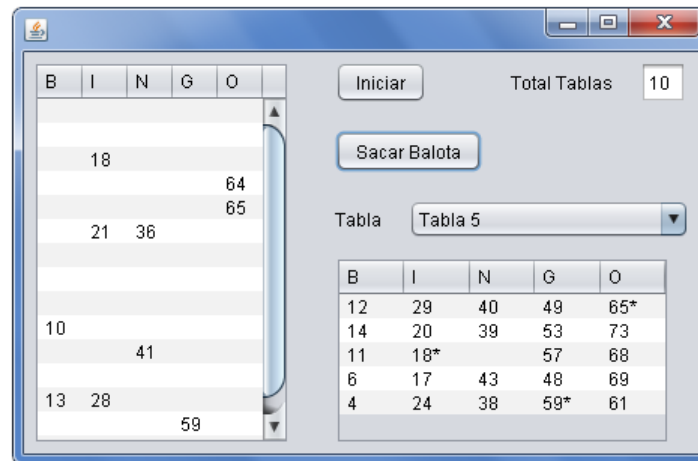 Iniciar Total Tablas 10
Sacar Balota
Tabla Tabla 5
B I N G O
18
64
65
21 36
10
41
13 28
59
B I N G O
12 29 40 49 65*
14 20 39 53 73
11 18* 57 68
6 17 43 48 69
4 24 38 59* 61